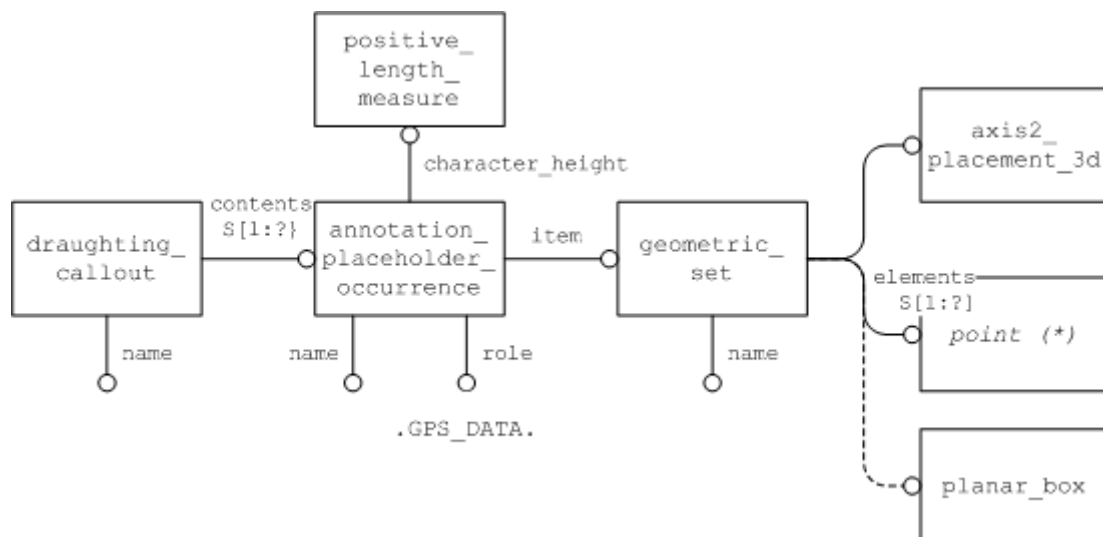 positive_
length_
measure
axis2_
placement_3d
character_height
contents
S[1:?}
draughting_
callout
annotation_
placeholder_
occurrence
item
geometric_
set
elements
S[1:?]
point (*)
name
name
role
name
.GPS_DATA.
planar_box